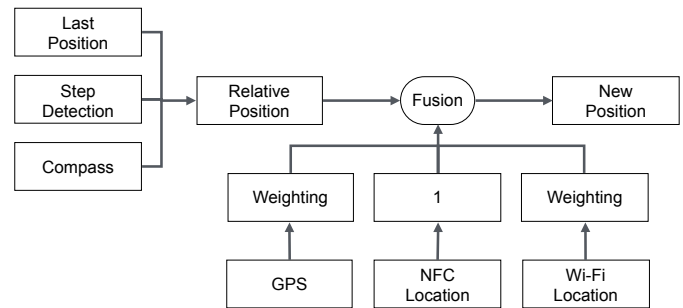 Last
Position
Step
Detection
Compass
Relative
Position
Fusion
New
Position
Weighting
1
Weighting
GPS
NFC
Location
Wi-Fi
Location